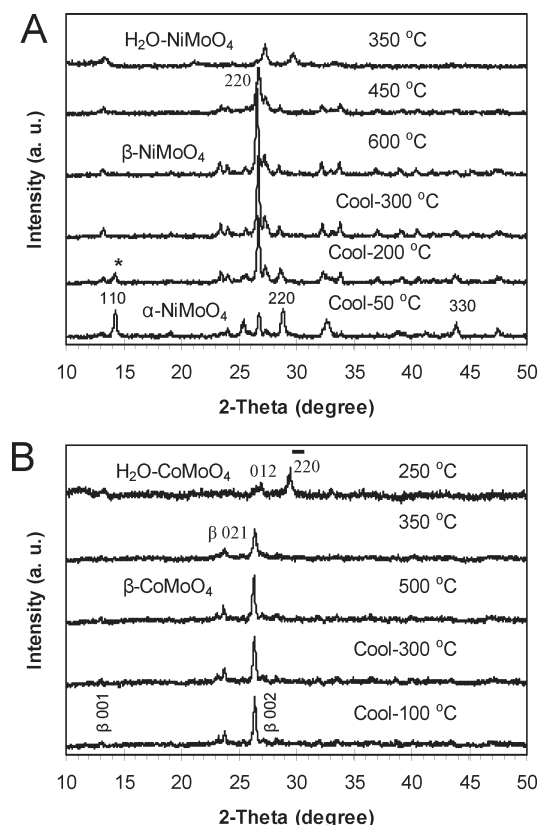 A
H₂O-NiMoO₄ 350 °C
220 450 °C
β-NiMoO₄ 600 °C
Cool-300 °C
* Cool-200 °C
110 α-NiMoO₄ 220 Cool-50 °C 330
Intensity (a. u.)
10 15 20 25 30 35 40 45 50
2-Theta (degree)
B
H₂O-CoMoO₄ 012 2̅20 250 °C
β 021 350 °C
β-CoMoO₄ 500 °C
Cool-300 °C
β 001 β 002 Cool-100 °C
Intensity (a. u.)
10 15 20 25 30 35 40 45 50
2-Theta (degree)